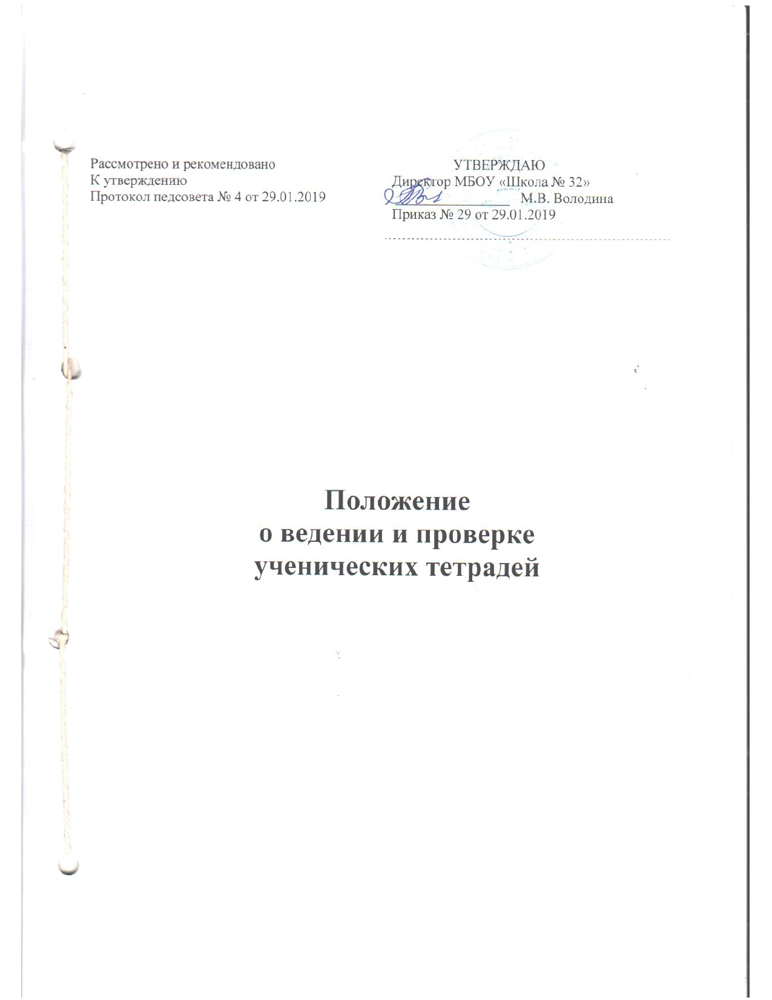 Рассмотрено и рекомендовано
К утверждению
Протокол педсовета № 4 от 29.01.2019
УТВЕРЖДАЮ
Директор МБОУ «Школа № 32»
М.В. Володина
Приказ № 29 от 29.01.2019
Положение
о ведении и проверке
ученических тетрадей